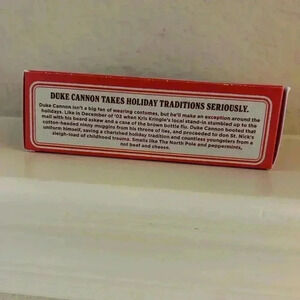 DUKE CANNON TAKES HOLIDAY TRADITIONS SERIOUSLY.
Duke Cannon isn't a big fan of wearing costumes, but he'll make an exception around the
holidays. Like in December of '03 when Kris Kringle's local stand-in stumbled up to the
mall with his beard askew and a case of the brown bottle flu. Duke Cannon booted that
cotton-headed ninny muggins from his throne of lies, and proceeded to don St. Nick's
uniform himself, saving a cherished holiday tradition and countless youngsters from a
sleigh-load of childhood trauma. Smells like The North Pole and peppermints,
not beef and cheese.